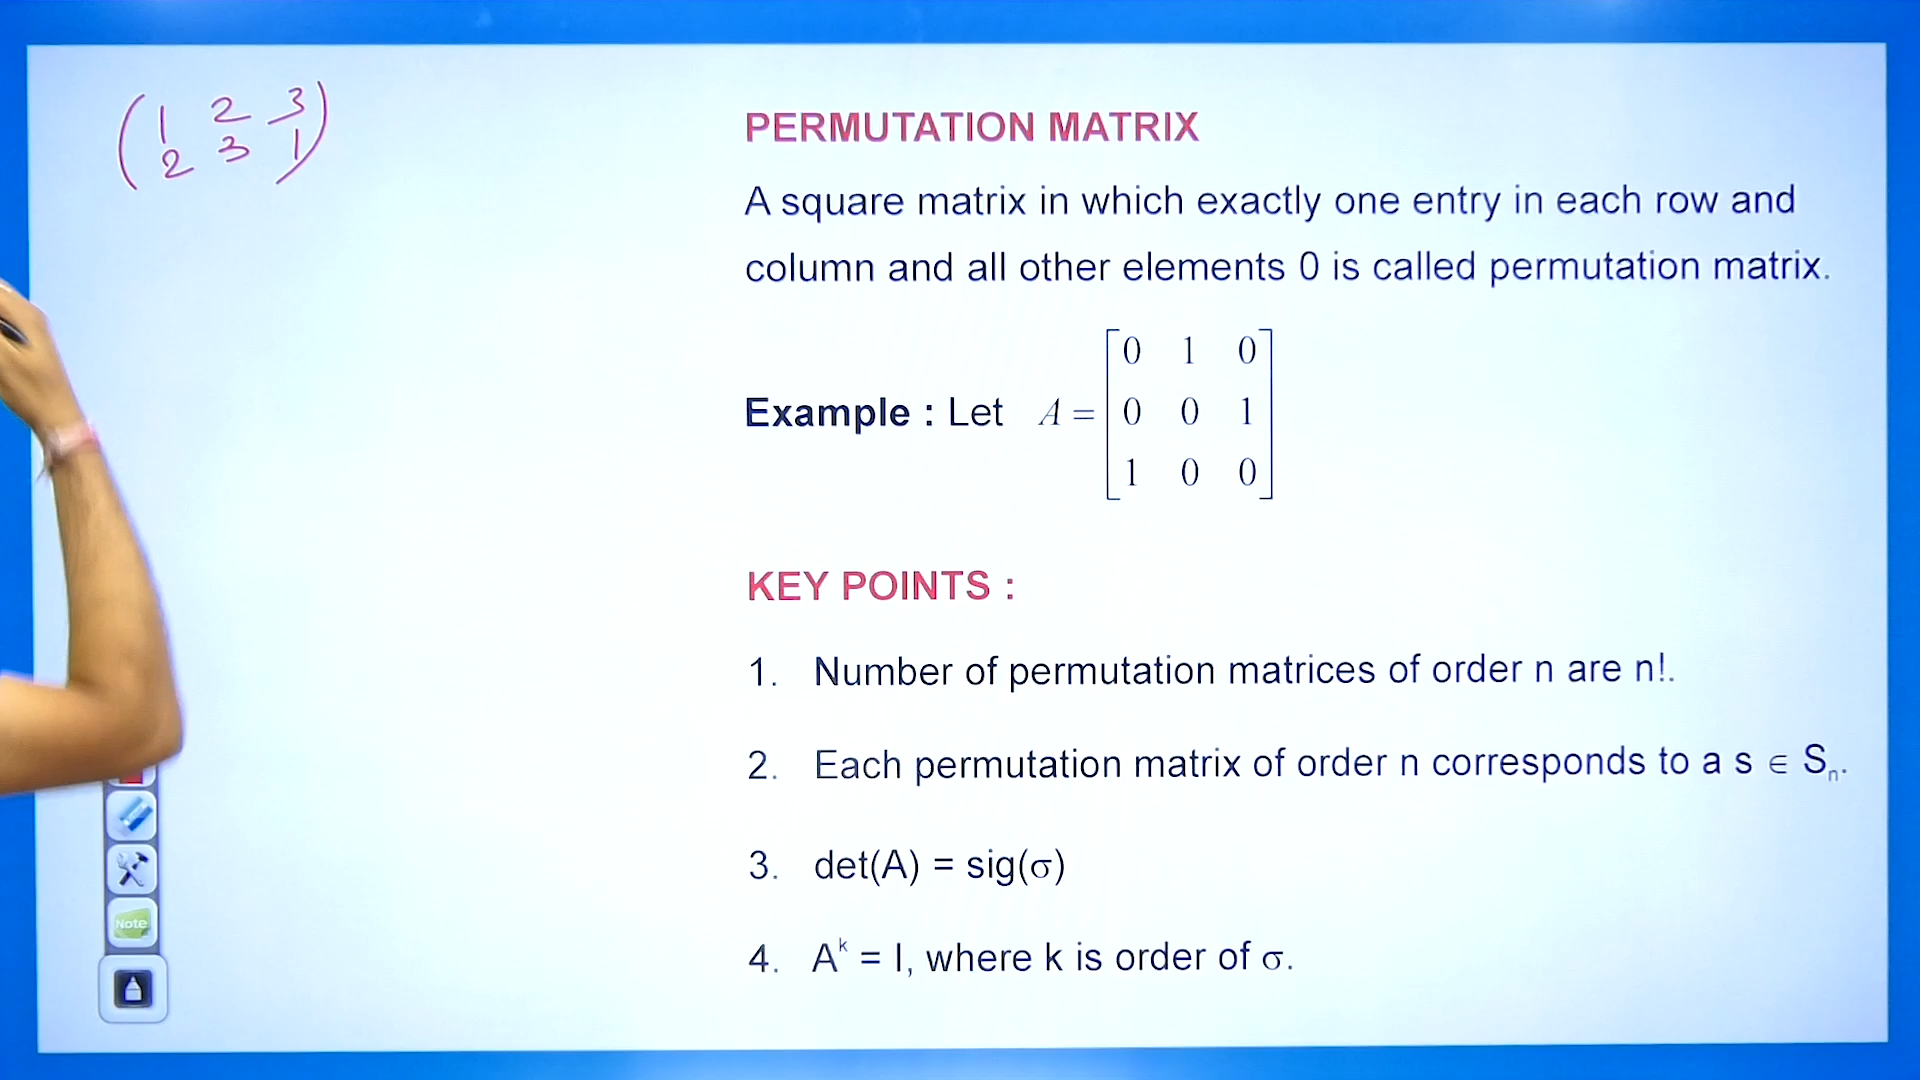 (1 2 3)
(2 3 1)
PERMUTATION MATRIX
A square matrix in which exactly one entry in each row and
column and all other elements 0 is called permutation matrix.
Example : Let A = [0 1 0
0 0 1
1 0 0]
KEY POINTS :
1. Number of permutation matrices of order n are n!.
2. Each permutation matrix of order n corresponds to a s ∈ Sₙ.
3. det(A) = sig(σ)
4. Aᵏ = I, where k is order of σ.
Note